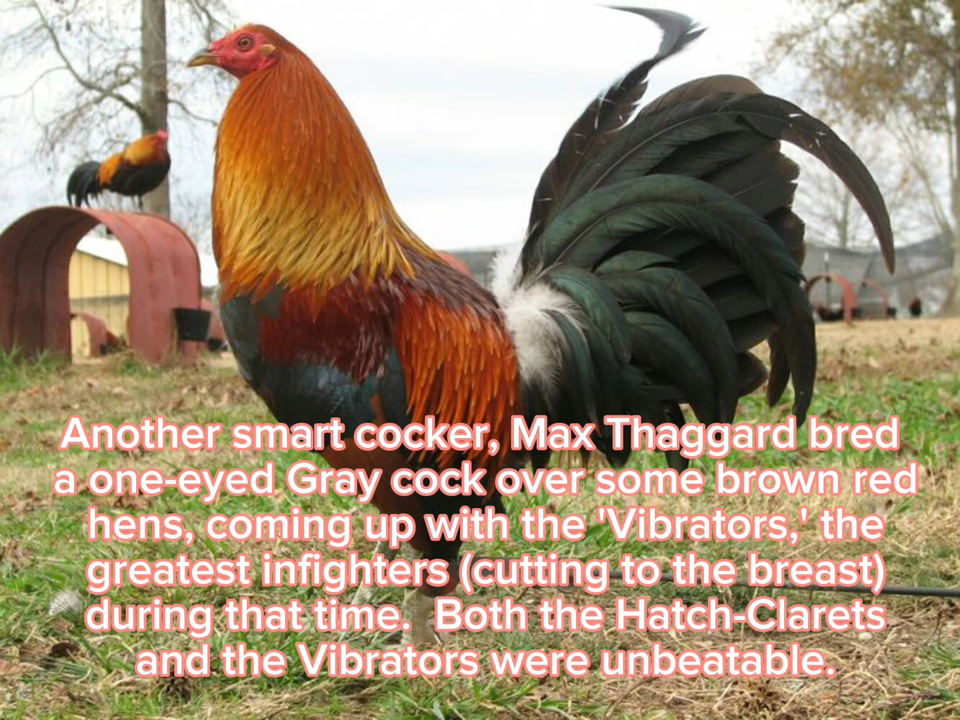 Another smart cocker, Max Thaggard bred
a one-eyed Gray cock over some brown red
hens, coming up with the 'Vibrators,' the
greatest infighters (cutting to the breast)
during that time.  Both the Hatch-Clarets
and the Vibrators were unbeatable.